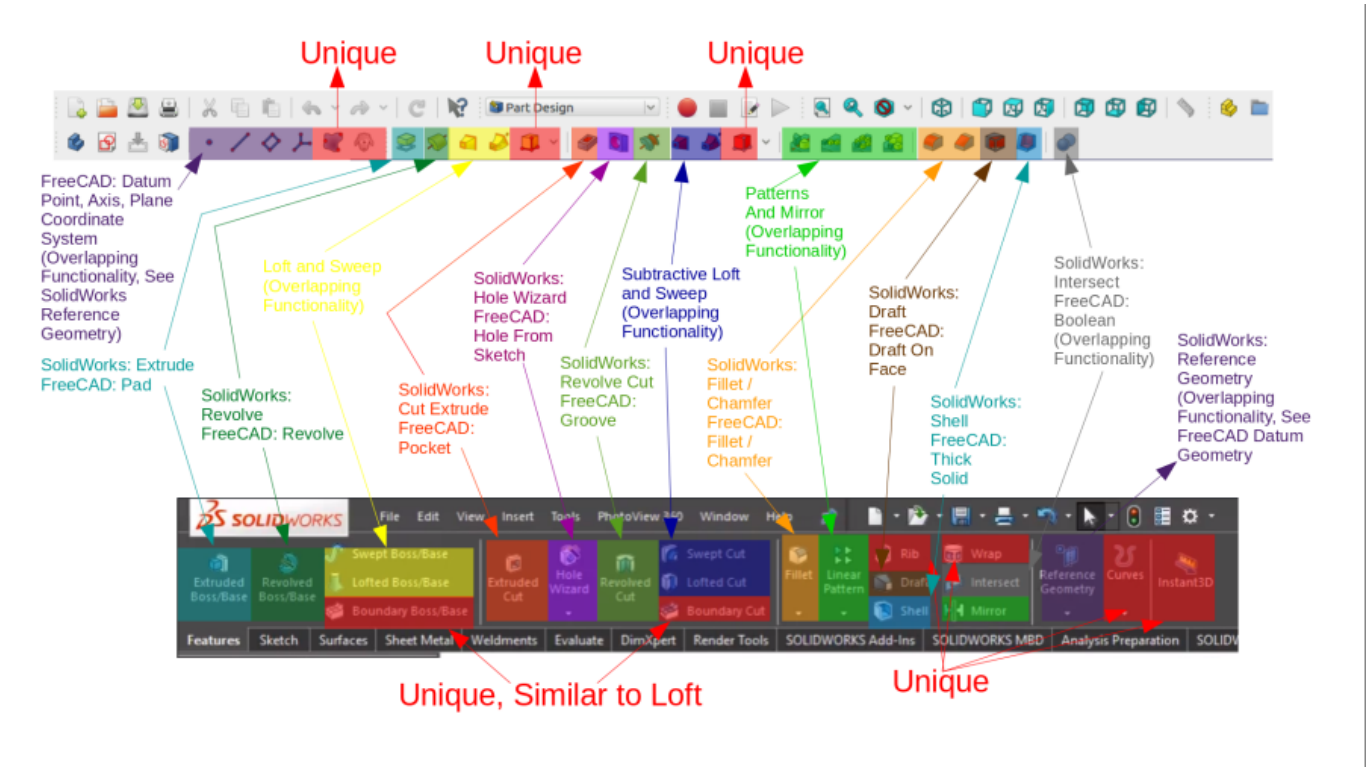 Unique
Unique
Unique
Part Design
FreeCAD: Datum
Point, Axis, Plane
Coordinate
System
(Overlapping
Functionality, See
SolidWorks
Reference
Geometry)
SolidWorks: Extrude
FreeCAD: Pad
SolidWorks:
Revolve
FreeCAD: Revolve
Loft and Sweep
(Overlapping
Functionality)
SolidWorks:
Cut Extrude
FreeCAD:
Pocket
SolidWorks:
Hole Wizard
FreeCAD:
Hole From
Sketch
SolidWorks:
Revolve Cut
FreeCAD:
Groove
Subtractive Loft
and Sweep
(Overlapping
Functionality)
Patterns
And Mirror
(Overlapping
Functionality)
SolidWorks:
Fillet /
Chamfer
FreeCAD:
Fillet /
Chamfer
SolidWorks:
Draft
FreeCAD:
Draft On
Face
SolidWorks:
Shell
FreeCAD:
Thick
Solid
SolidWorks:
Intersect
FreeCAD:
Boolean
(Overlapping
Functionality)
SolidWorks:
Reference
Geometry
(Overlapping
Functionality, See
FreeCAD Datum
Geometry
SOLIDWORKS
File Edit View Insert Tools PhotoView 360 Window Help
Extruded
Boss/Base
Revolved
Boss/Base
Swept Boss/Base
Lofted Boss/Base
Boundary Boss/Base
Extruded
Cut
Hole
Wizard
Revolved
Cut
Swept Cut
Lofted Cut
Boundary Cut
Fillet
Linear
Pattern
Rib
Draft
Shell
Wrap
Intersect
Mirror
Reference
Geometry
Curves
Instant3D
Features Sketch Surfaces Sheet Metal Weldments Evaluate DimXpert Render Tools SOLIDWORKS Add-Ins SOLIDWORKS MBD Analysis Preparation SOLIDW
Unique, Similar to Loft
Unique